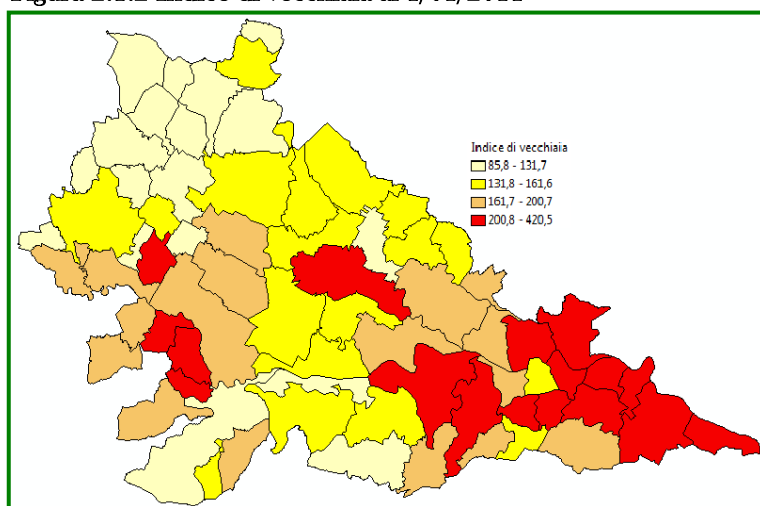 Indice di vecchiaia
85,8 - 131,7
131,8 - 161,6
161,7 - 200,7
200,8 - 420,5